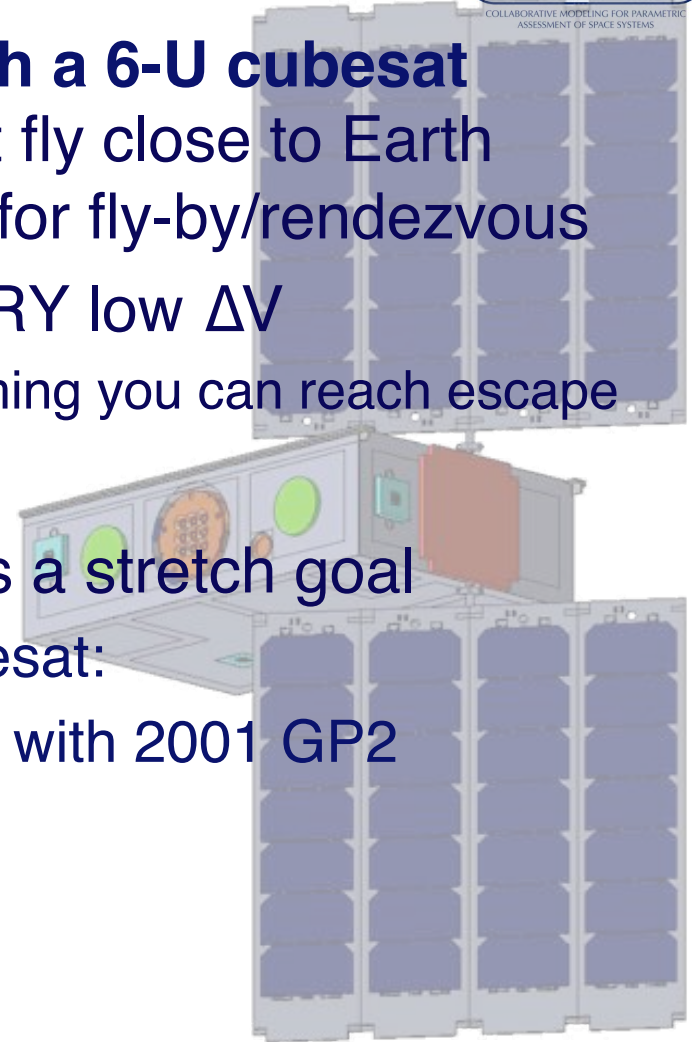 COLLABORATIVE MODELING FOR PARAMETRIC
ASSESSMENT OF SPACE SYSTEMS
h a 6-U cubesat
t fly close to Earth
for fly-by/rendezvous
RY low ΔV
ning you can reach escape
s a stretch goal
esat:
with 2001 GP2